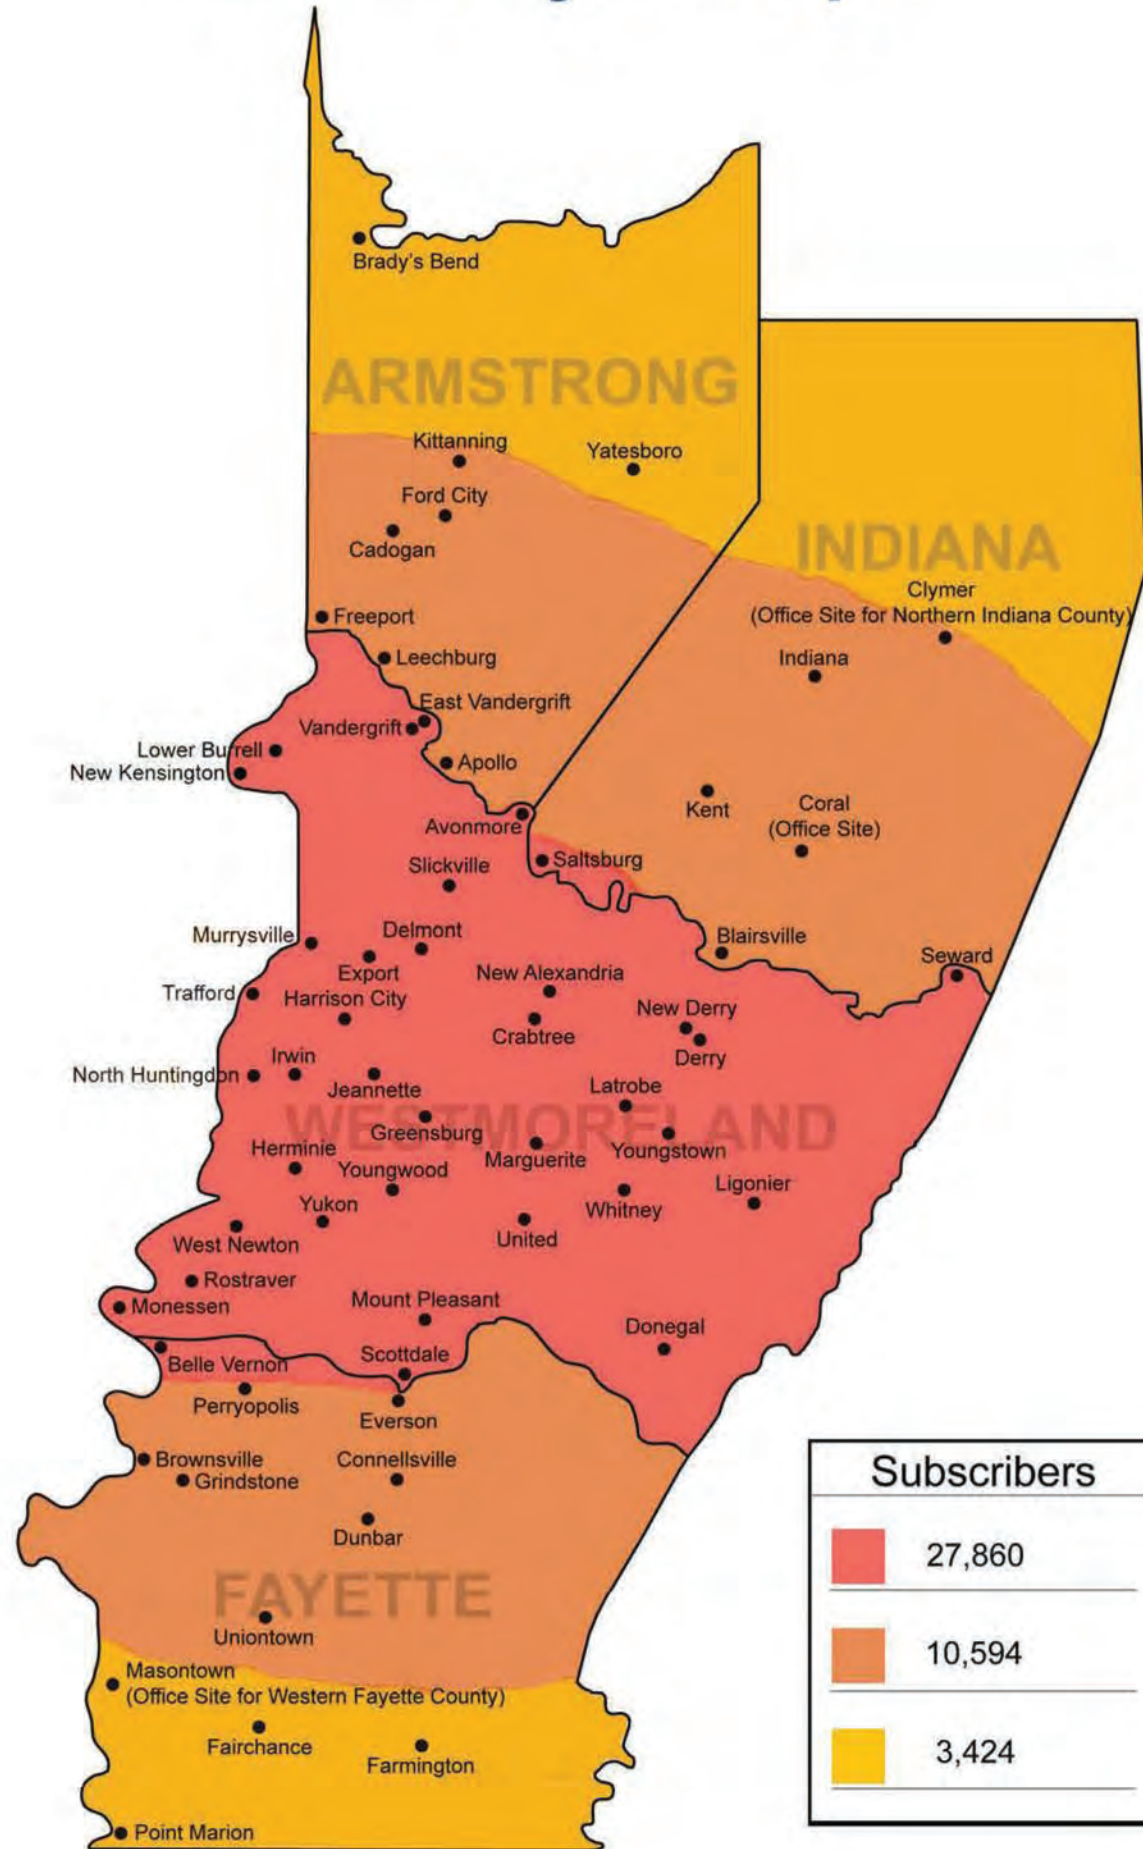 Brady's Bend
ARMSTRONG
Kittanning
Yatesboro
Ford City
Cadogan
INDIANA
Clymer
(Office Site for Northern Indiana County)
Freeport
Indiana
Leechburg
East Vandergrift
Vandergrift
Lower Burrell
New Kensington
Apollo
Kent
Coral
(Office Site)
Avonmore
Saltsburg
Slickville
Murrysville
Delmont
Blairsville
Seward
Export
New Alexandria
Trafford
Harrison City
New Derry
Crabtree
Derry
Irwin
North Huntingdon
Jeannette
Latrobe
WESTMORELAND
Greensburg
Herminie
Marguerite
Youngstown
Youngwood
Ligonier
Yukon
Whitney
West Newton
United
Rostraver
Monessen
Mount Pleasant
Donegal
Scottdale
Belle Vernon
Perryopolis
Everson
Brownsville
Connellsville
Grindstone
Dunbar
FAYETTE
Uniontown
Masontown
(Office Site for Western Fayette County)
Fairchance
Farmington
Point Marion
Subscribers
27,860
10,594
3,424